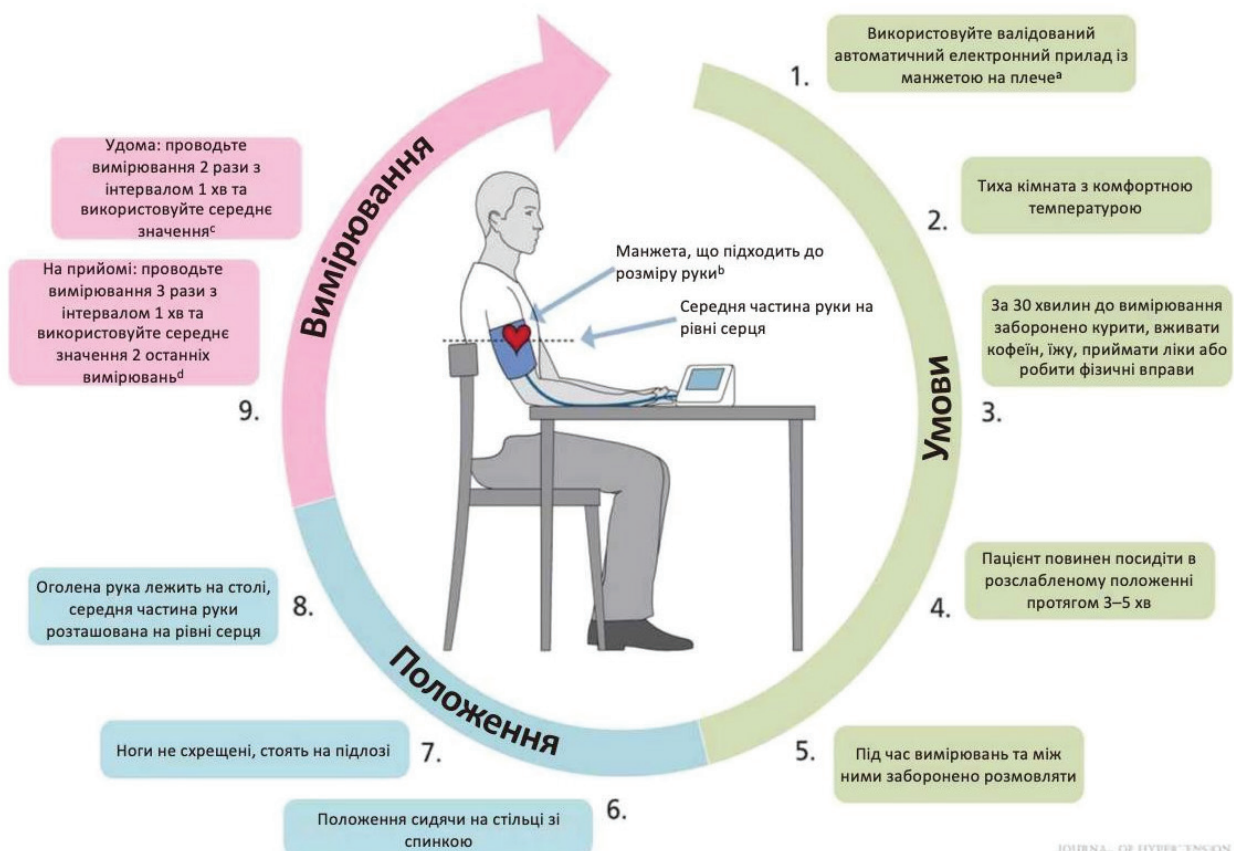 1.
Використовуйте валідований
автоматичний електронний прилад із
манжетою на плечеᵃ
2.
Тиха кімната з комфортною
температурою
3.
За 30 хвилин до вимірювання
заборонено курити, вживати
кофеїн, їжу, приймати ліки або
робити фізичні вправи
Умови
4.
Пацієнт повинен посидіти в
розслабленому положенні
протягом 3–5 хв
5.
Під час вимірювань та між
ними заборонено розмовляти
6.
Положення сидячи на стільці зі
спинкою
7.
Ноги не схрещені, стоять на підлозі
Положення
8.
Оголена рука лежить на столі,
середня частина руки
розташована на рівні серця
9.
Удома: проводьте
вимірювання 2 рази з
інтервалом 1 хв та
використовуйте середнє
значенняᶜ
На прийомі: проводьте
вимірювання 3 рази з
інтервалом 1 хв та
використовуйте середнє
значення 2 останніх
вимірюваньᵈ
Вимірювання
Манжета, що підходить до
розміру рукиᵇ
Середня частина руки на
рівні серця